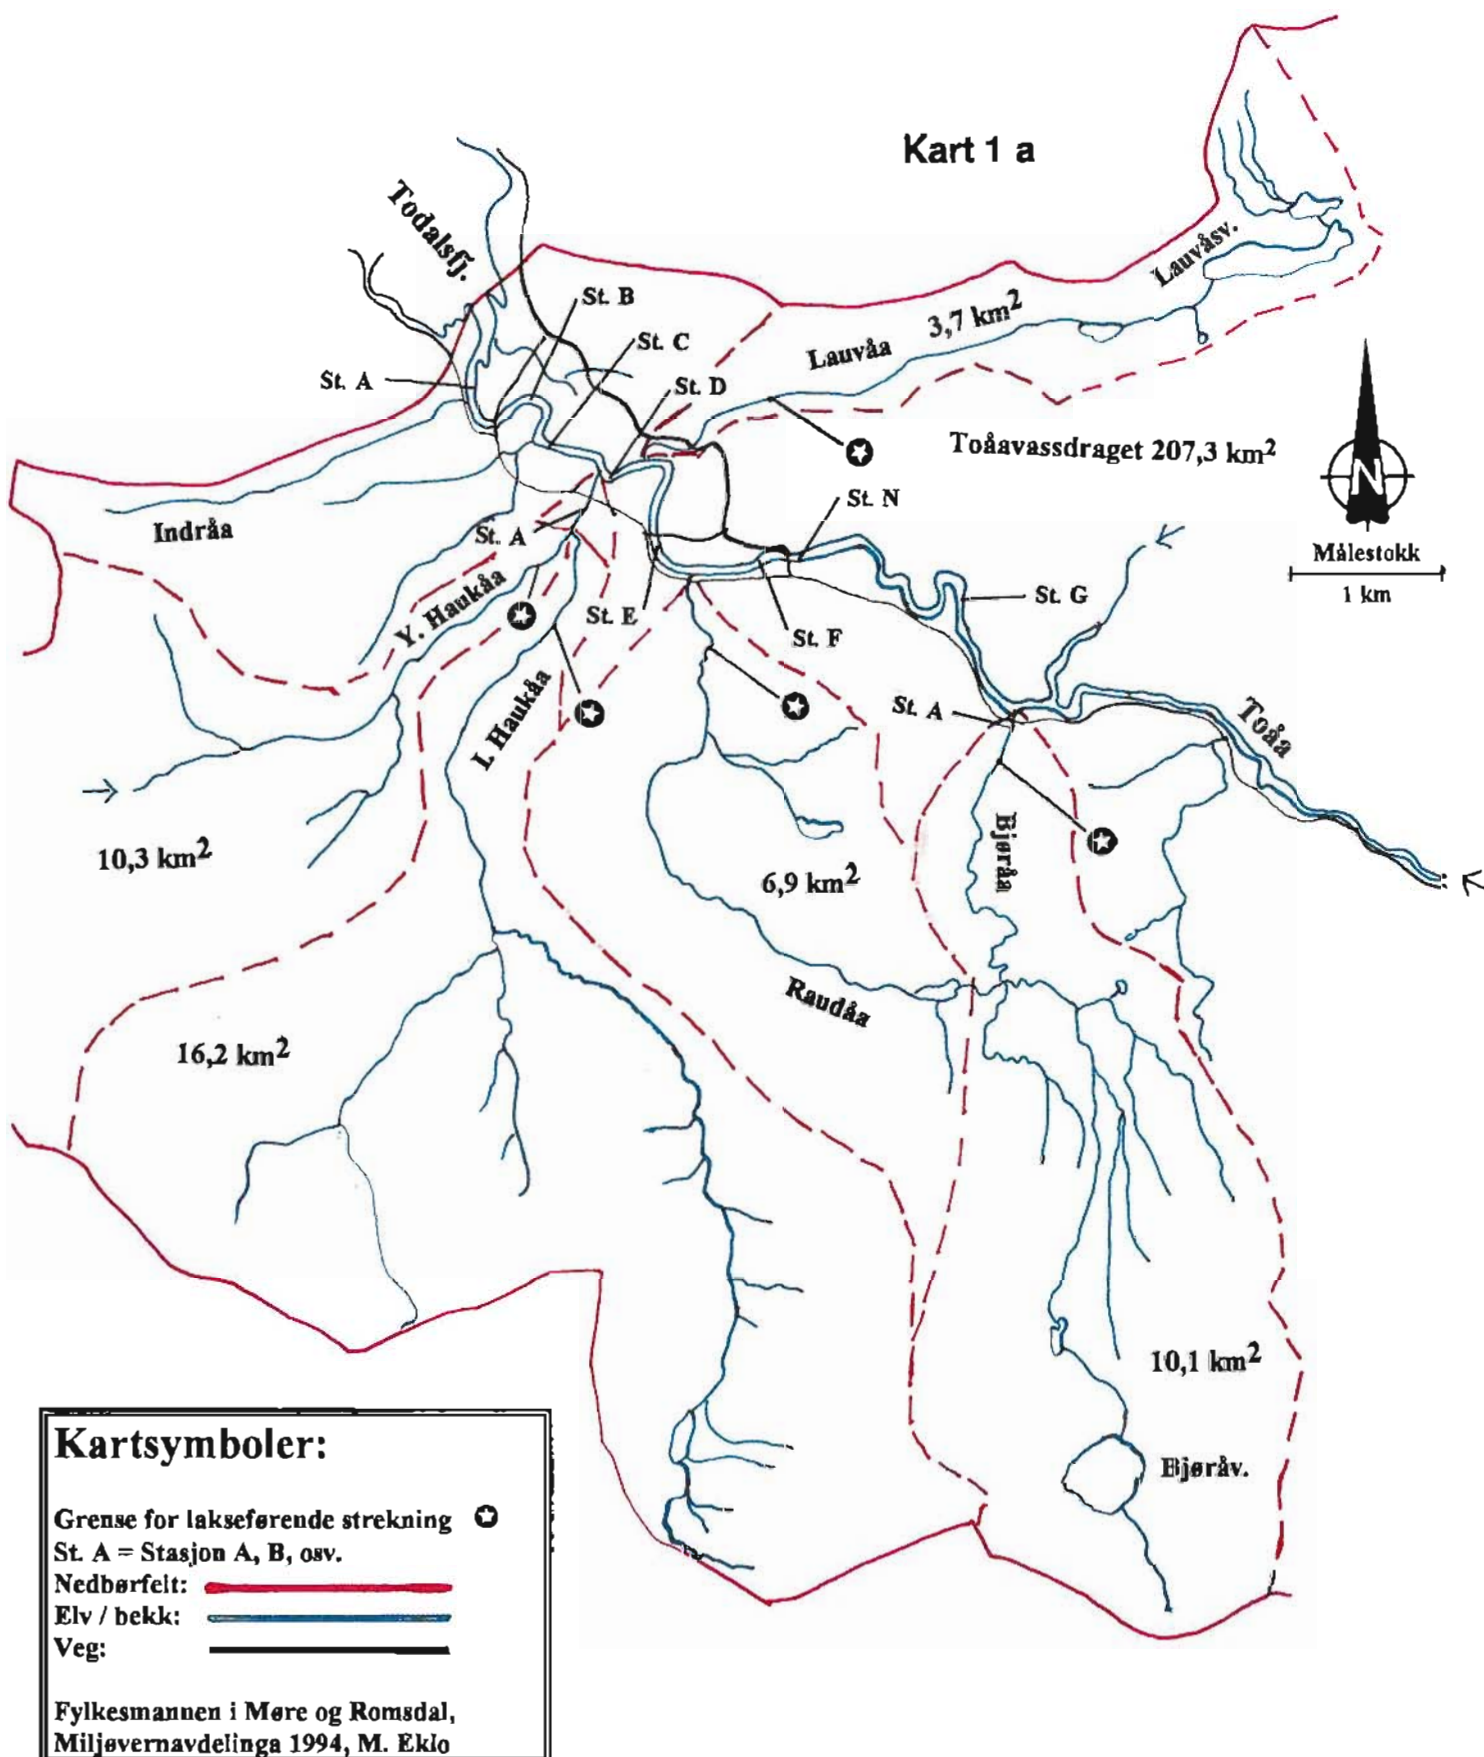 Kart 1 a
Todalsfj.
Lauvåsv.
3,7 km2
Lauvåa
St. B
St. C
St. A
St. D
Toåavassdraget 207,3 km2
N
Målestokk
1 km
St. N
Indråa
St. A
Y. Haukåa
St. E
St. F
St. G
I. Haukåa
St. A
Toåa
10,3 km2
6,9 km2
Bjøråa
Raudåa
16,2 km2
10,1 km2
Bjøråv.
Kartsymboler:
Grense for lakseførende strekning
St. A = Stasjon A, B, osv.
Nedbørfelt:
Elv / bekk:
Veg:
Fylkesmannen i Møre og Romsdal,
Miljøvernavdelinga 1994, M. Eklo